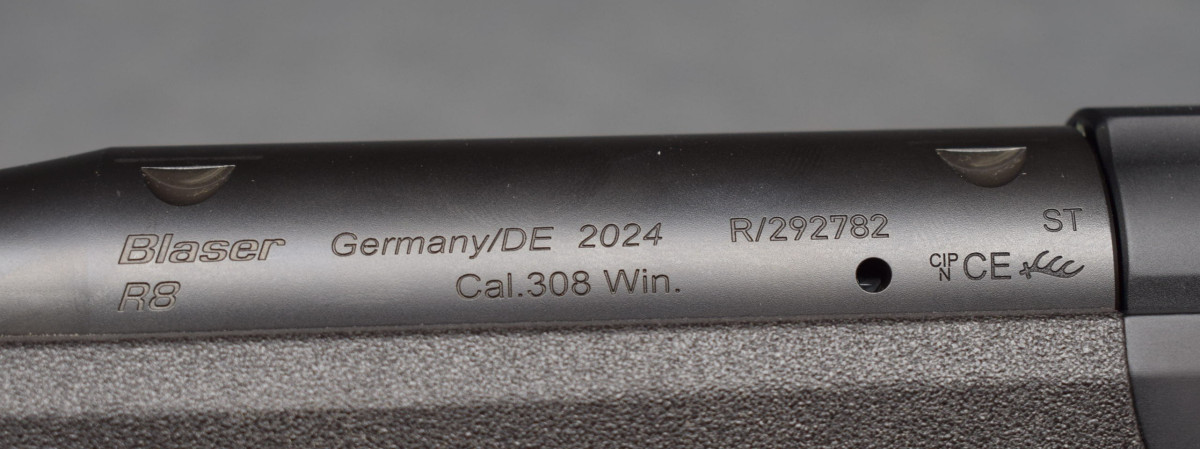 Blaser Germany/DE 2024 R/292782 ST
R8 Cal.308 Win. CIP N CE